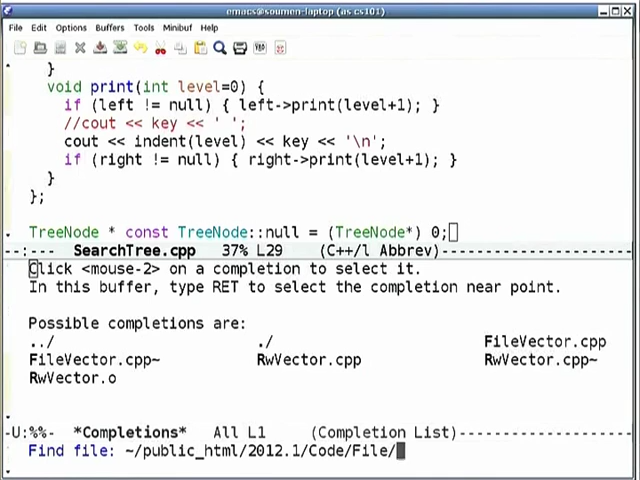 emacs@soumen-laptop (as cs101)
File Edit Options Buffers Tools Minibuf Help
}
void print(int level=0) {
if (left != null) { left->print(level+1); }
//cout << key << ' ';
cout << indent(level) << key << '\n';
if (right != null) { right->print(level+1); }
}
};
TreeNode * const TreeNode::null = (TreeNode*) 0;
--:--- SearchTree.cpp 37% L29 (C++/l Abbrev)
Click <mouse-2> on a completion to select it.
In this buffer, type RET to select the completion near point.
Possible completions are:
../ ./ FileVector.cpp
FileVector.cpp~ RwVector.cpp RwVector.cpp~
RwVector.o
-U:%%- *Completions* All L1 (Completion List)
Find file: ~/public_html/2012.1/Code/File/